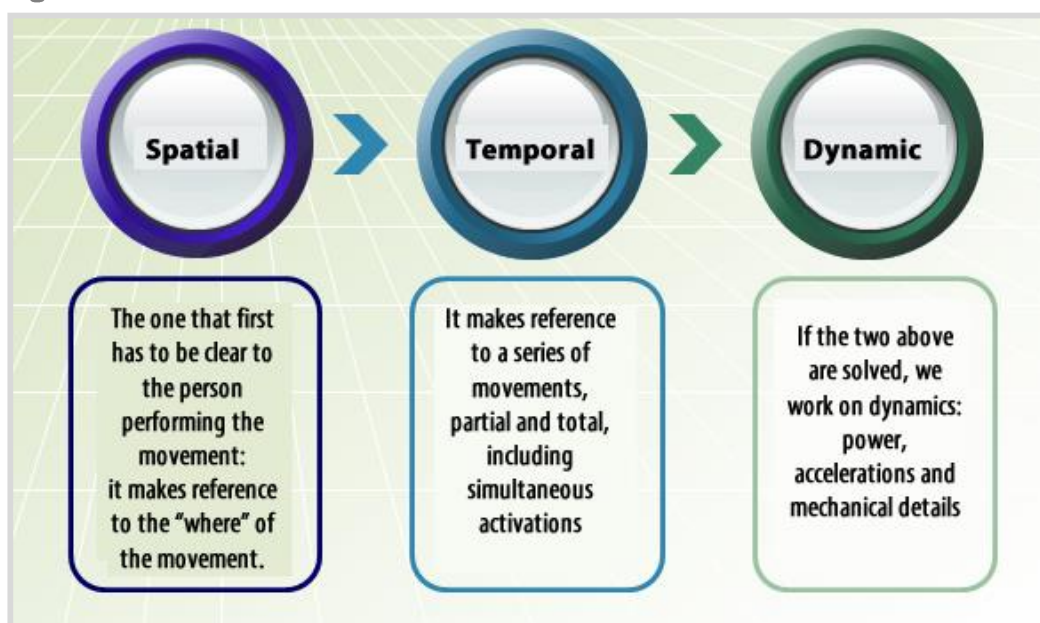 Spatial
Temporal
Dynamic
The one that first
has to be clear to
the person
performing the
movement:
it makes reference
to the “where” of
the movement.
It makes reference
to a series of
movements,
partial and total,
including
simultaneous
activations
If the two above
are solved, we
work on dynamics:
power,
accelerations and
mechanical details